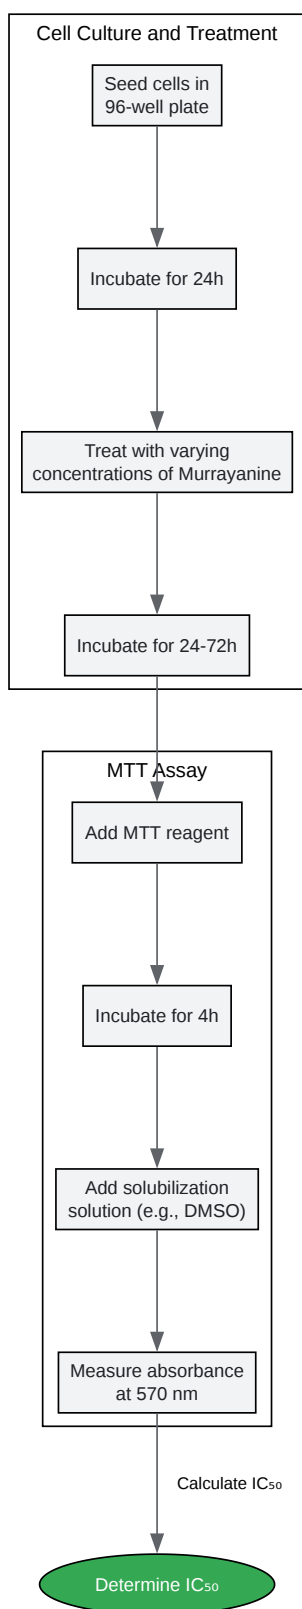 Cell Culture and Treatment
Seed cells in
96-well plate
Incubate for 24h
Treat with varying
concentrations of Murrayanine
Incubate for 24-72h
MTT Assay
Add MTT reagent
Incubate for 4h
Add solubilization
solution (e.g., DMSO)
Measure absorbance
at 570 nm
Calculate IC₅₀
Determine IC₅₀